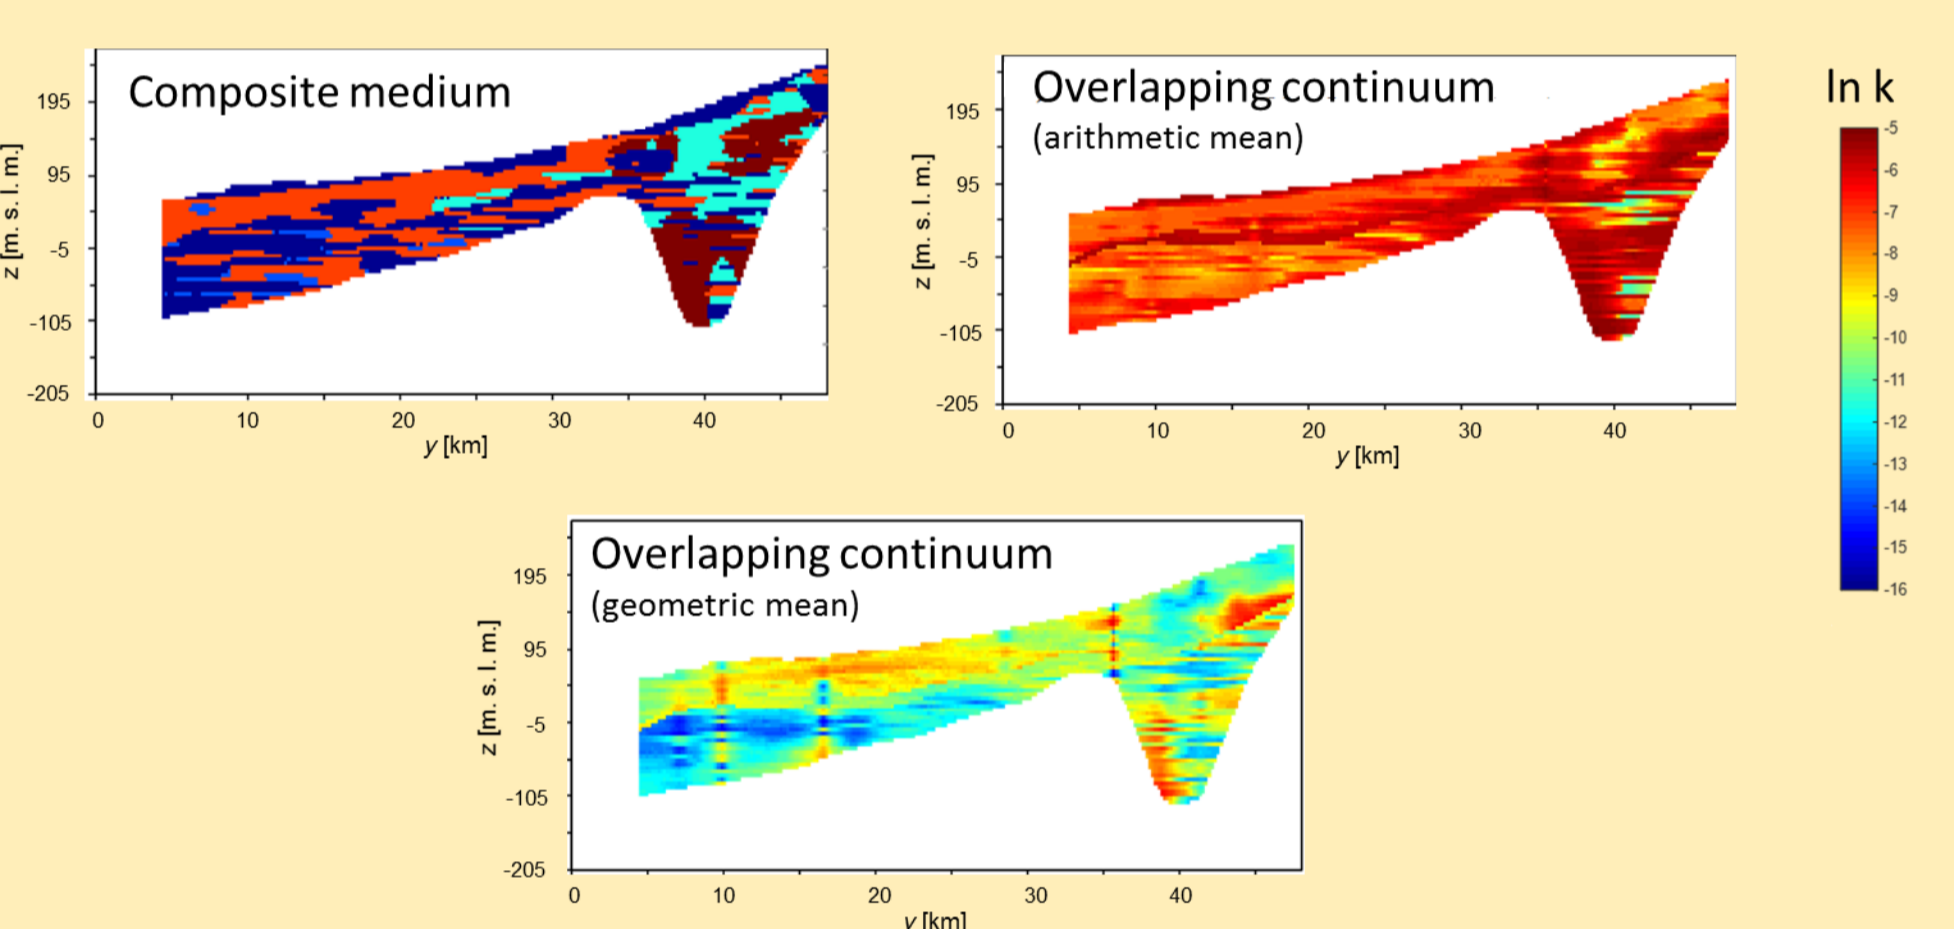 Composite medium
195
95
-5
-105
-205
z [m. s. l. m.]
0 10 20 30 40
y [km]
Overlapping continuum
(arithmetic mean)
195
95
-5
-105
-205
z [m. s. l. m.]
0 10 20 30 40
y [km]
ln k
-5
-6
-7
-8
-9
-10
-11
-12
-13
-14
-15
-16
Overlapping continuum
(geometric mean)
195
95
-5
-105
-205
z [m. s. l. m.]
0 10 20 30 40
y [km]